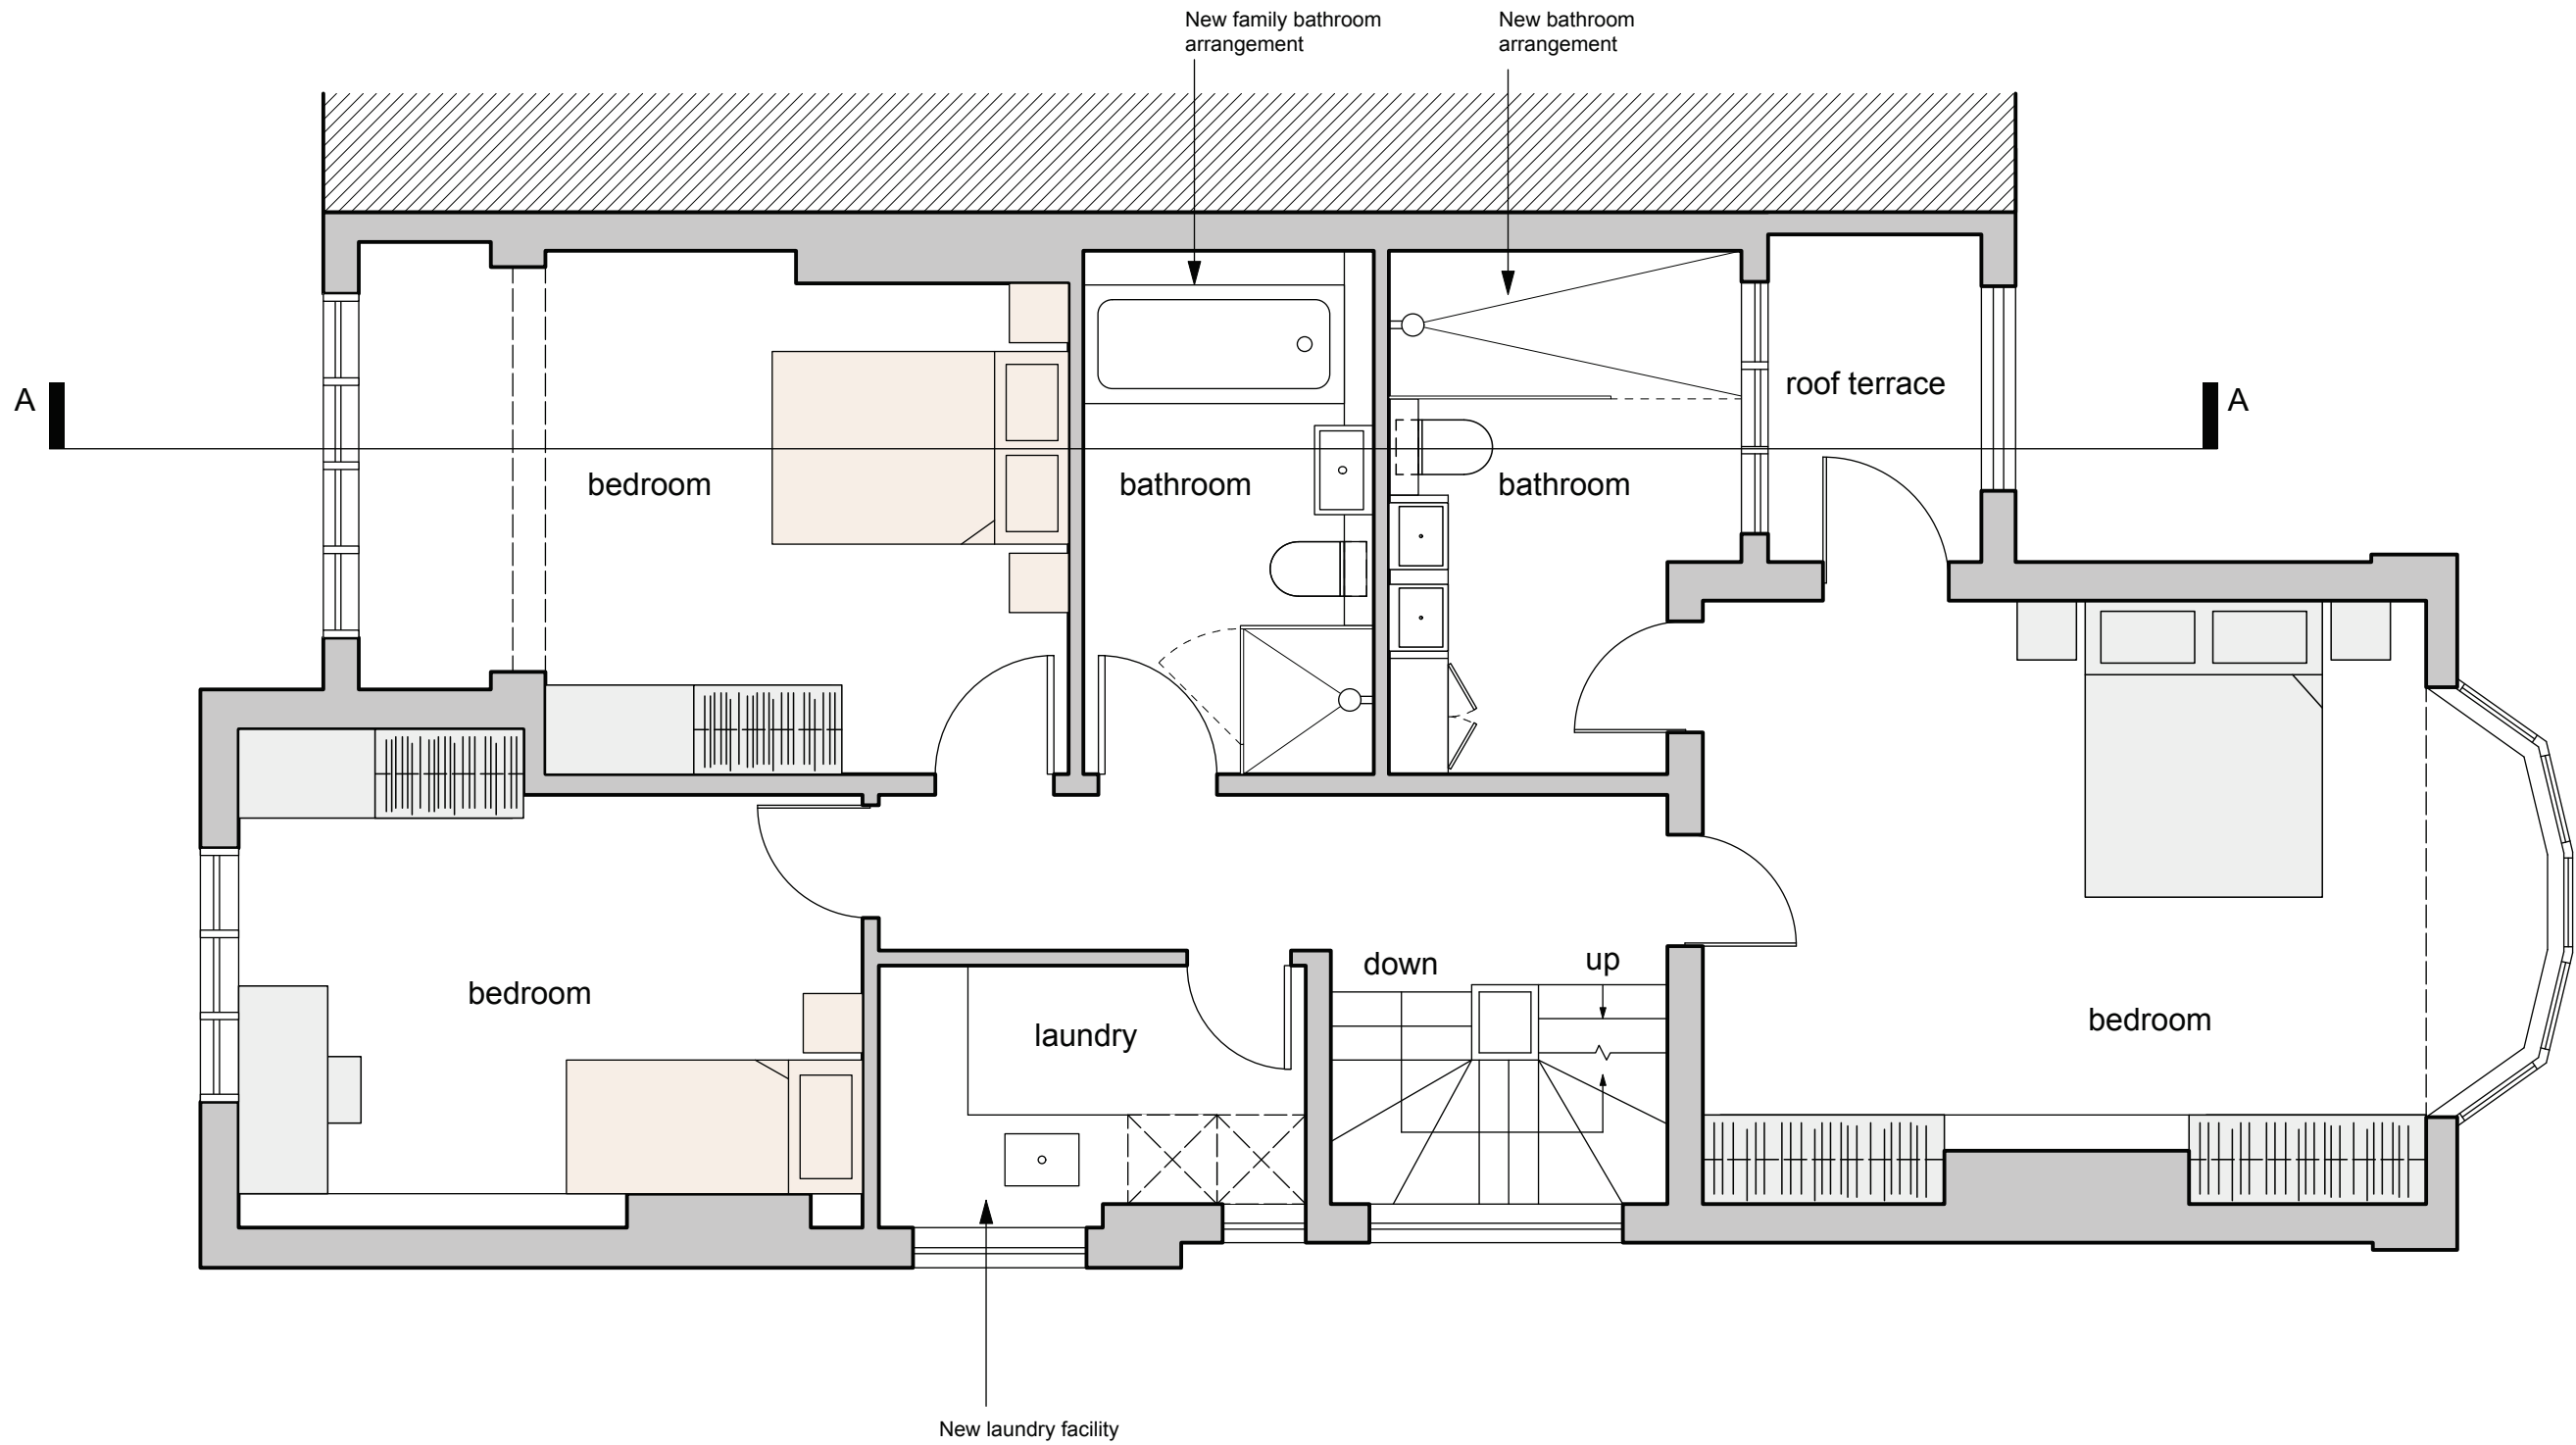 New family bathroom
arrangement
New bathroom
arrangement
A
A
roof terrace
bedroom
bathroom
bathroom
down
up
bedroom
laundry
bedroom
New laundry facility